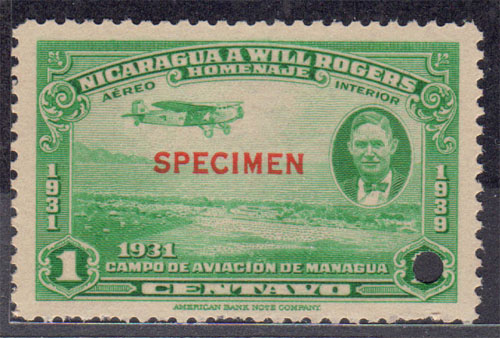 NICARAGUA A WILL ROGERS
HOMENAJE
AÉREO INTERIOR
SPECIMEN
1931 1939
1931
1 CAMPO DE AVIACIÓN DE MANAGUA
CENTAVO
AMERICAN BANK NOTE COMPANY.